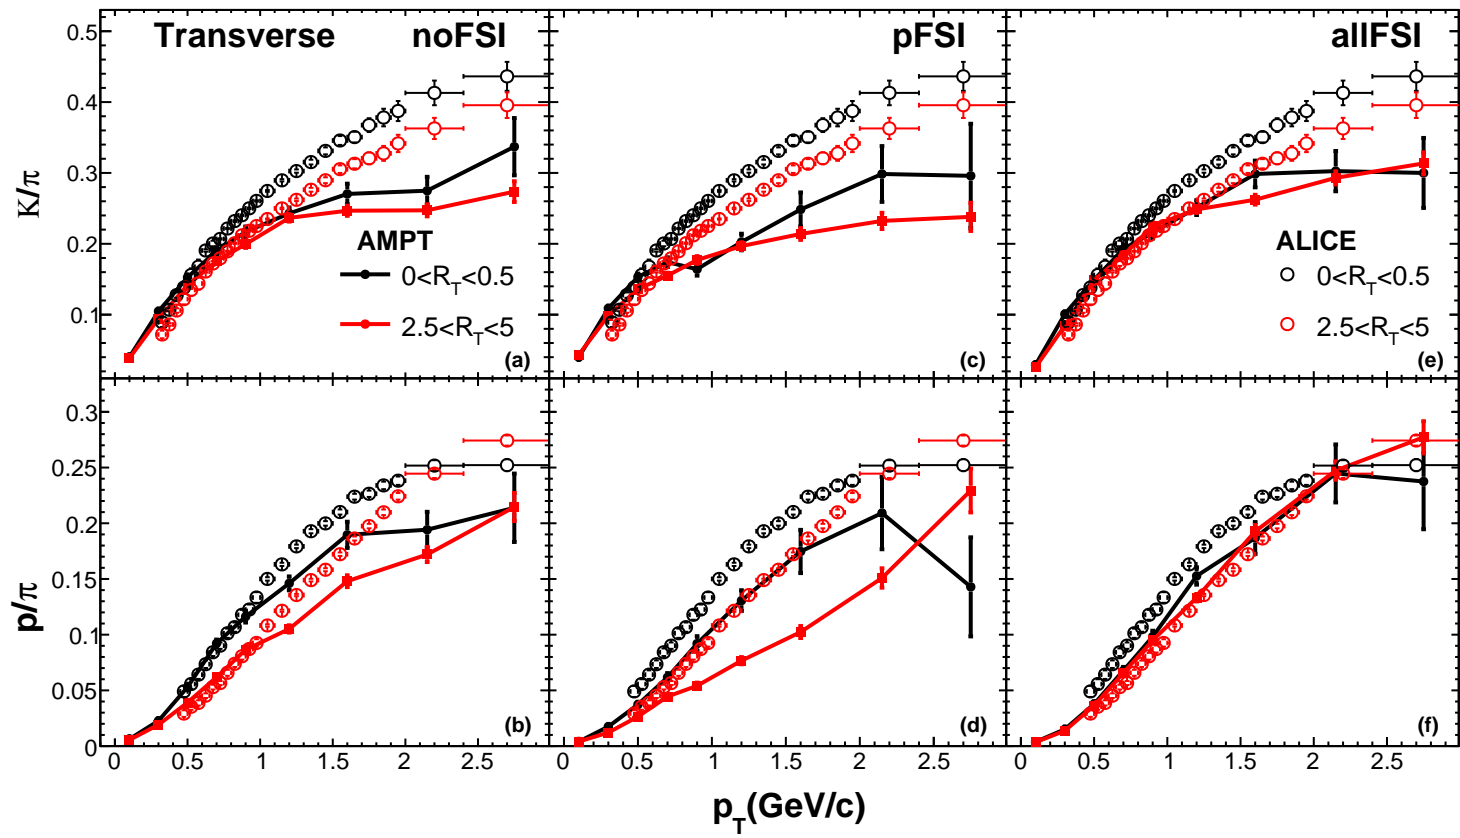 Transverse noFSI pFSI allFSI
0.5
0.4
0.3
0.2
0.1
K/π
AMPT
0<R_T<0.5
2.5<R_T<5
(a)
(c)
ALICE
0<R_T<0.5
2.5<R_T<5
(e)
0.3
0.25
0.2
0.15
0.1
0.05
0
p/π
(b) (d) (f)
0 0.5 1 1.5 2 2.5 0 0.5 1 1.5 2 2.5 0 0.5 1 1.5 2 2.5
p_T(GeV/c)